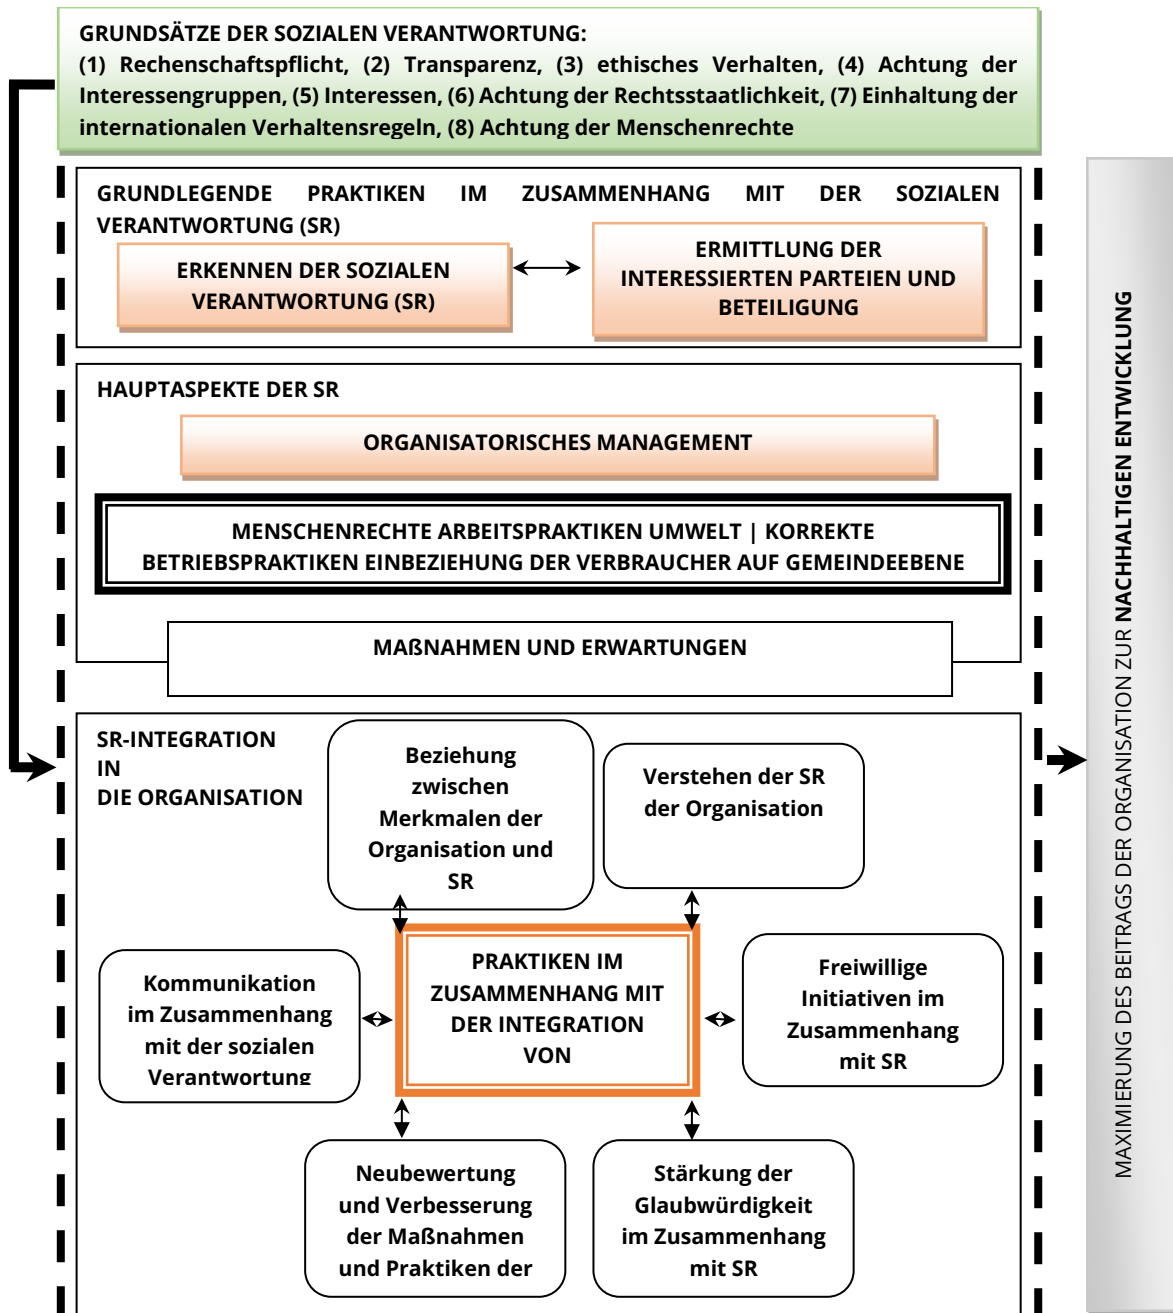 GRUNDSÄTZE DER SOZIALEN VERANTWORTUNG:
(1) Rechenschaftspflicht, (2) Transparenz, (3) ethisches Verhalten, (4) Achtung der
Interessengruppen, (5) Interessen, (6) Achtung der Rechtsstaatlichkeit, (7) Einhaltung der
internationalen Verhaltensregeln, (8) Achtung der Menschenrechte
GRUNDLEGENDE PRAKTIKEN IM ZUSAMMENHANG MIT DER SOZIALEN
VERANTWORTUNG (SR)
ERKENNEN DER SOZIALEN
VERANTWORTUNG (SR)
ERMITTLUNG DER
INTERESSIERTEN PARTEIEN UND
BETEILIGUNG
HAUPTASPEKTE DER SR
ORGANISATORISCHES MANAGEMENT
MENSCHENRECHTE ARBEITSPRAKTIKEN UMWELT | KORREKTE
BETRIEBSPRAKTIKEN EINBEZIEHUNG DER VERBRAUCHER AUF GEMEINDEEBENE
MAßNAHMEN UND ERWARTUNGEN
SR-INTEGRATION
IN
DIE ORGANISATION
Beziehung
zwischen
Merkmalen der
Organisation und
SR
Verstehen der SR
der Organisation
Kommunikation
im Zusammenhang
mit der sozialen
Verantwortung
PRAKTIKEN IM
ZUSAMMENHANG MIT
DER INTEGRATION
VON
Freiwillige
Initiativen im
Zusammenhang
mit SR
Neubewertung
und Verbesserung
der Maßnahmen
und Praktiken der
Stärkung der
Glaubwürdigkeit
im Zusammenhang
mit SR
MAXIMIERUNG DES BEITRAGS DER ORGANISATION ZUR NACHHALTIGEN ENTWICKLUNG